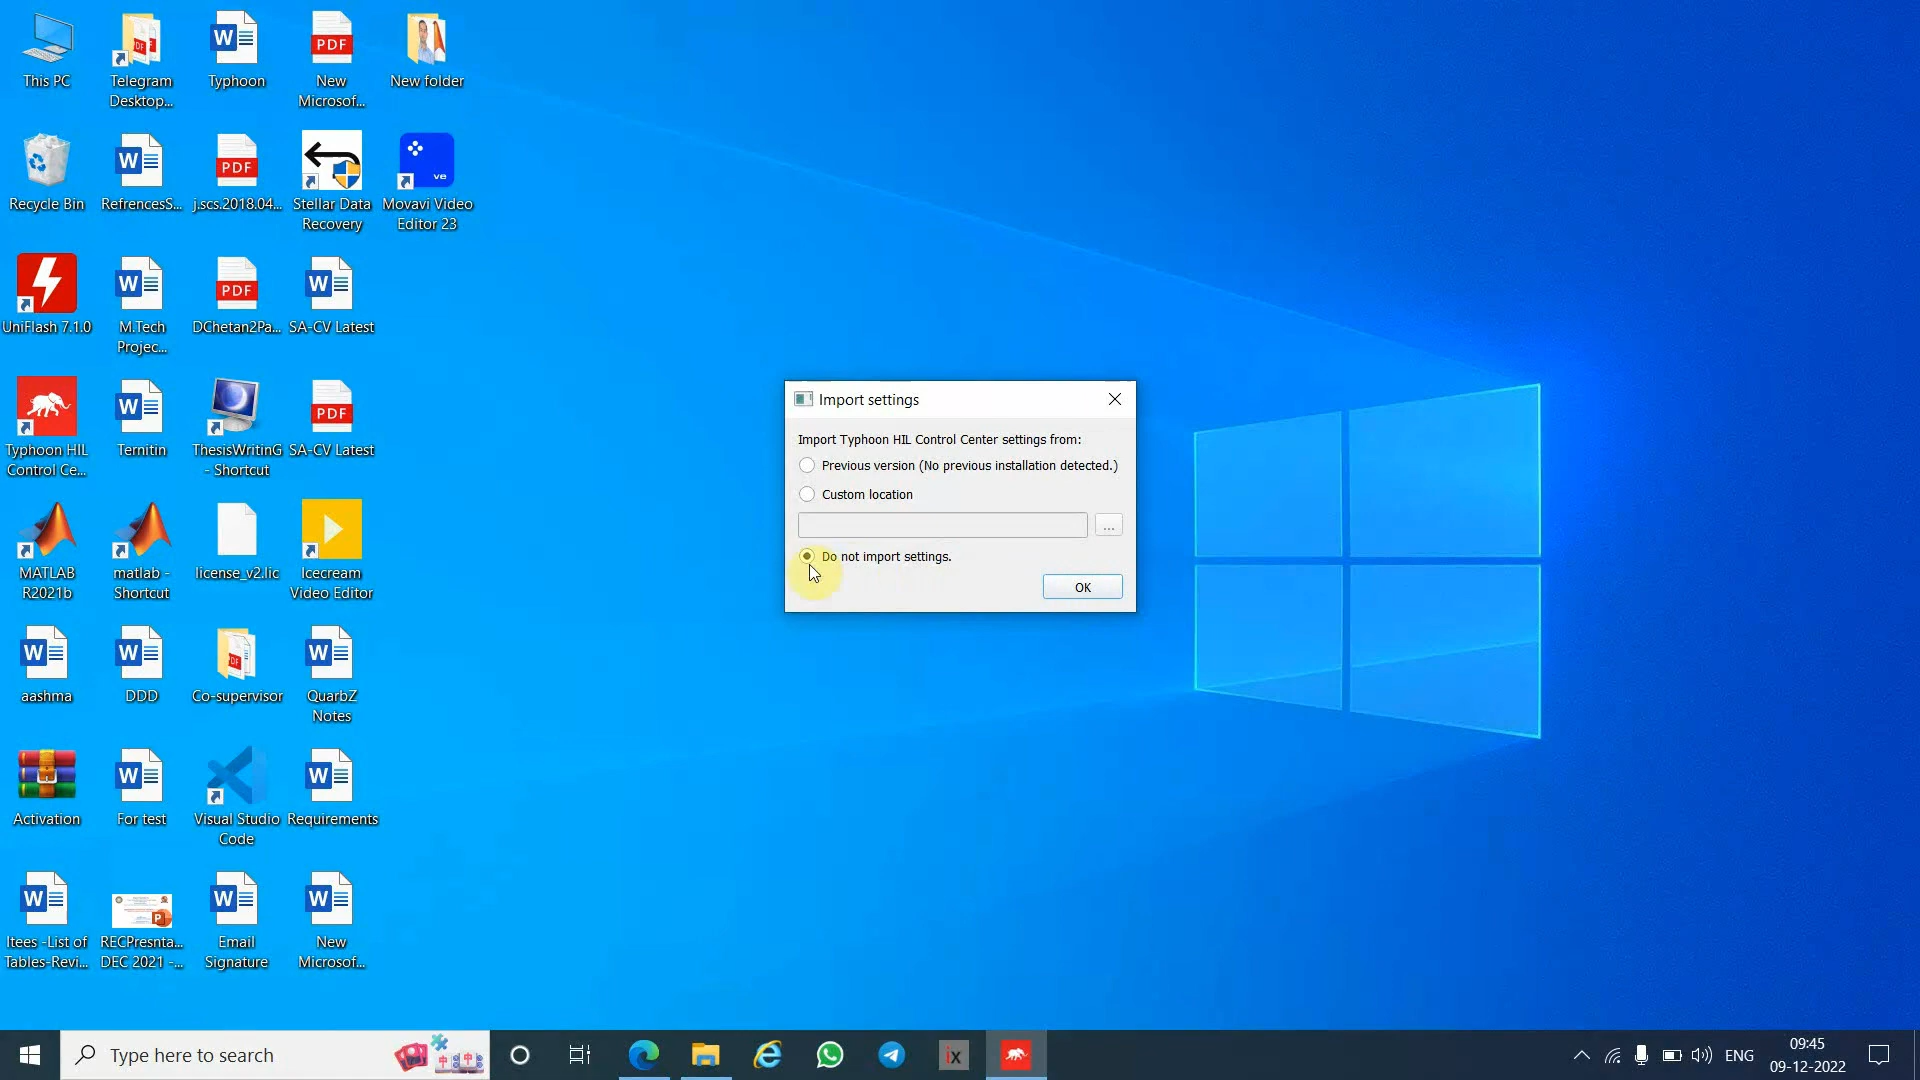 This PC
Telegram
Desktop...
Typhoon
New
Microsof...
New folder
Recycle Bin
RefrencesS...
j.scs.2018.04...
Stellar Data
Recovery
Movavi Video
Editor 23
UniFlash 7.1.0
M.Tech
Projec...
DChetan2Pa...
SA-CV Latest
Typhoon HIL
Control Ce...
Ternitin
ThesisWritinG
- Shortcut
SA-CV Latest
MATLAB
R2021b
matlab -
Shortcut
license_v2.lic
Icecream
Video Editor
aashma
DDD
Co-supervisor
QuarbZ
Notes
Activation
For test
Visual Studio
Code
Requirements
Itees -List of
Tables-Revi...
RECPresnta...
DEC 2021 -...
Email
Signature
New
Microsof...
PDF
PDF
ve
PDF
PDF
Import settings
Import Typhoon HIL Control Center settings from:
Previous version (No previous installation detected.)
Custom location
...
Do not import settings.
OK
Type here to search
ix
ENG
09:45
09-12-2022